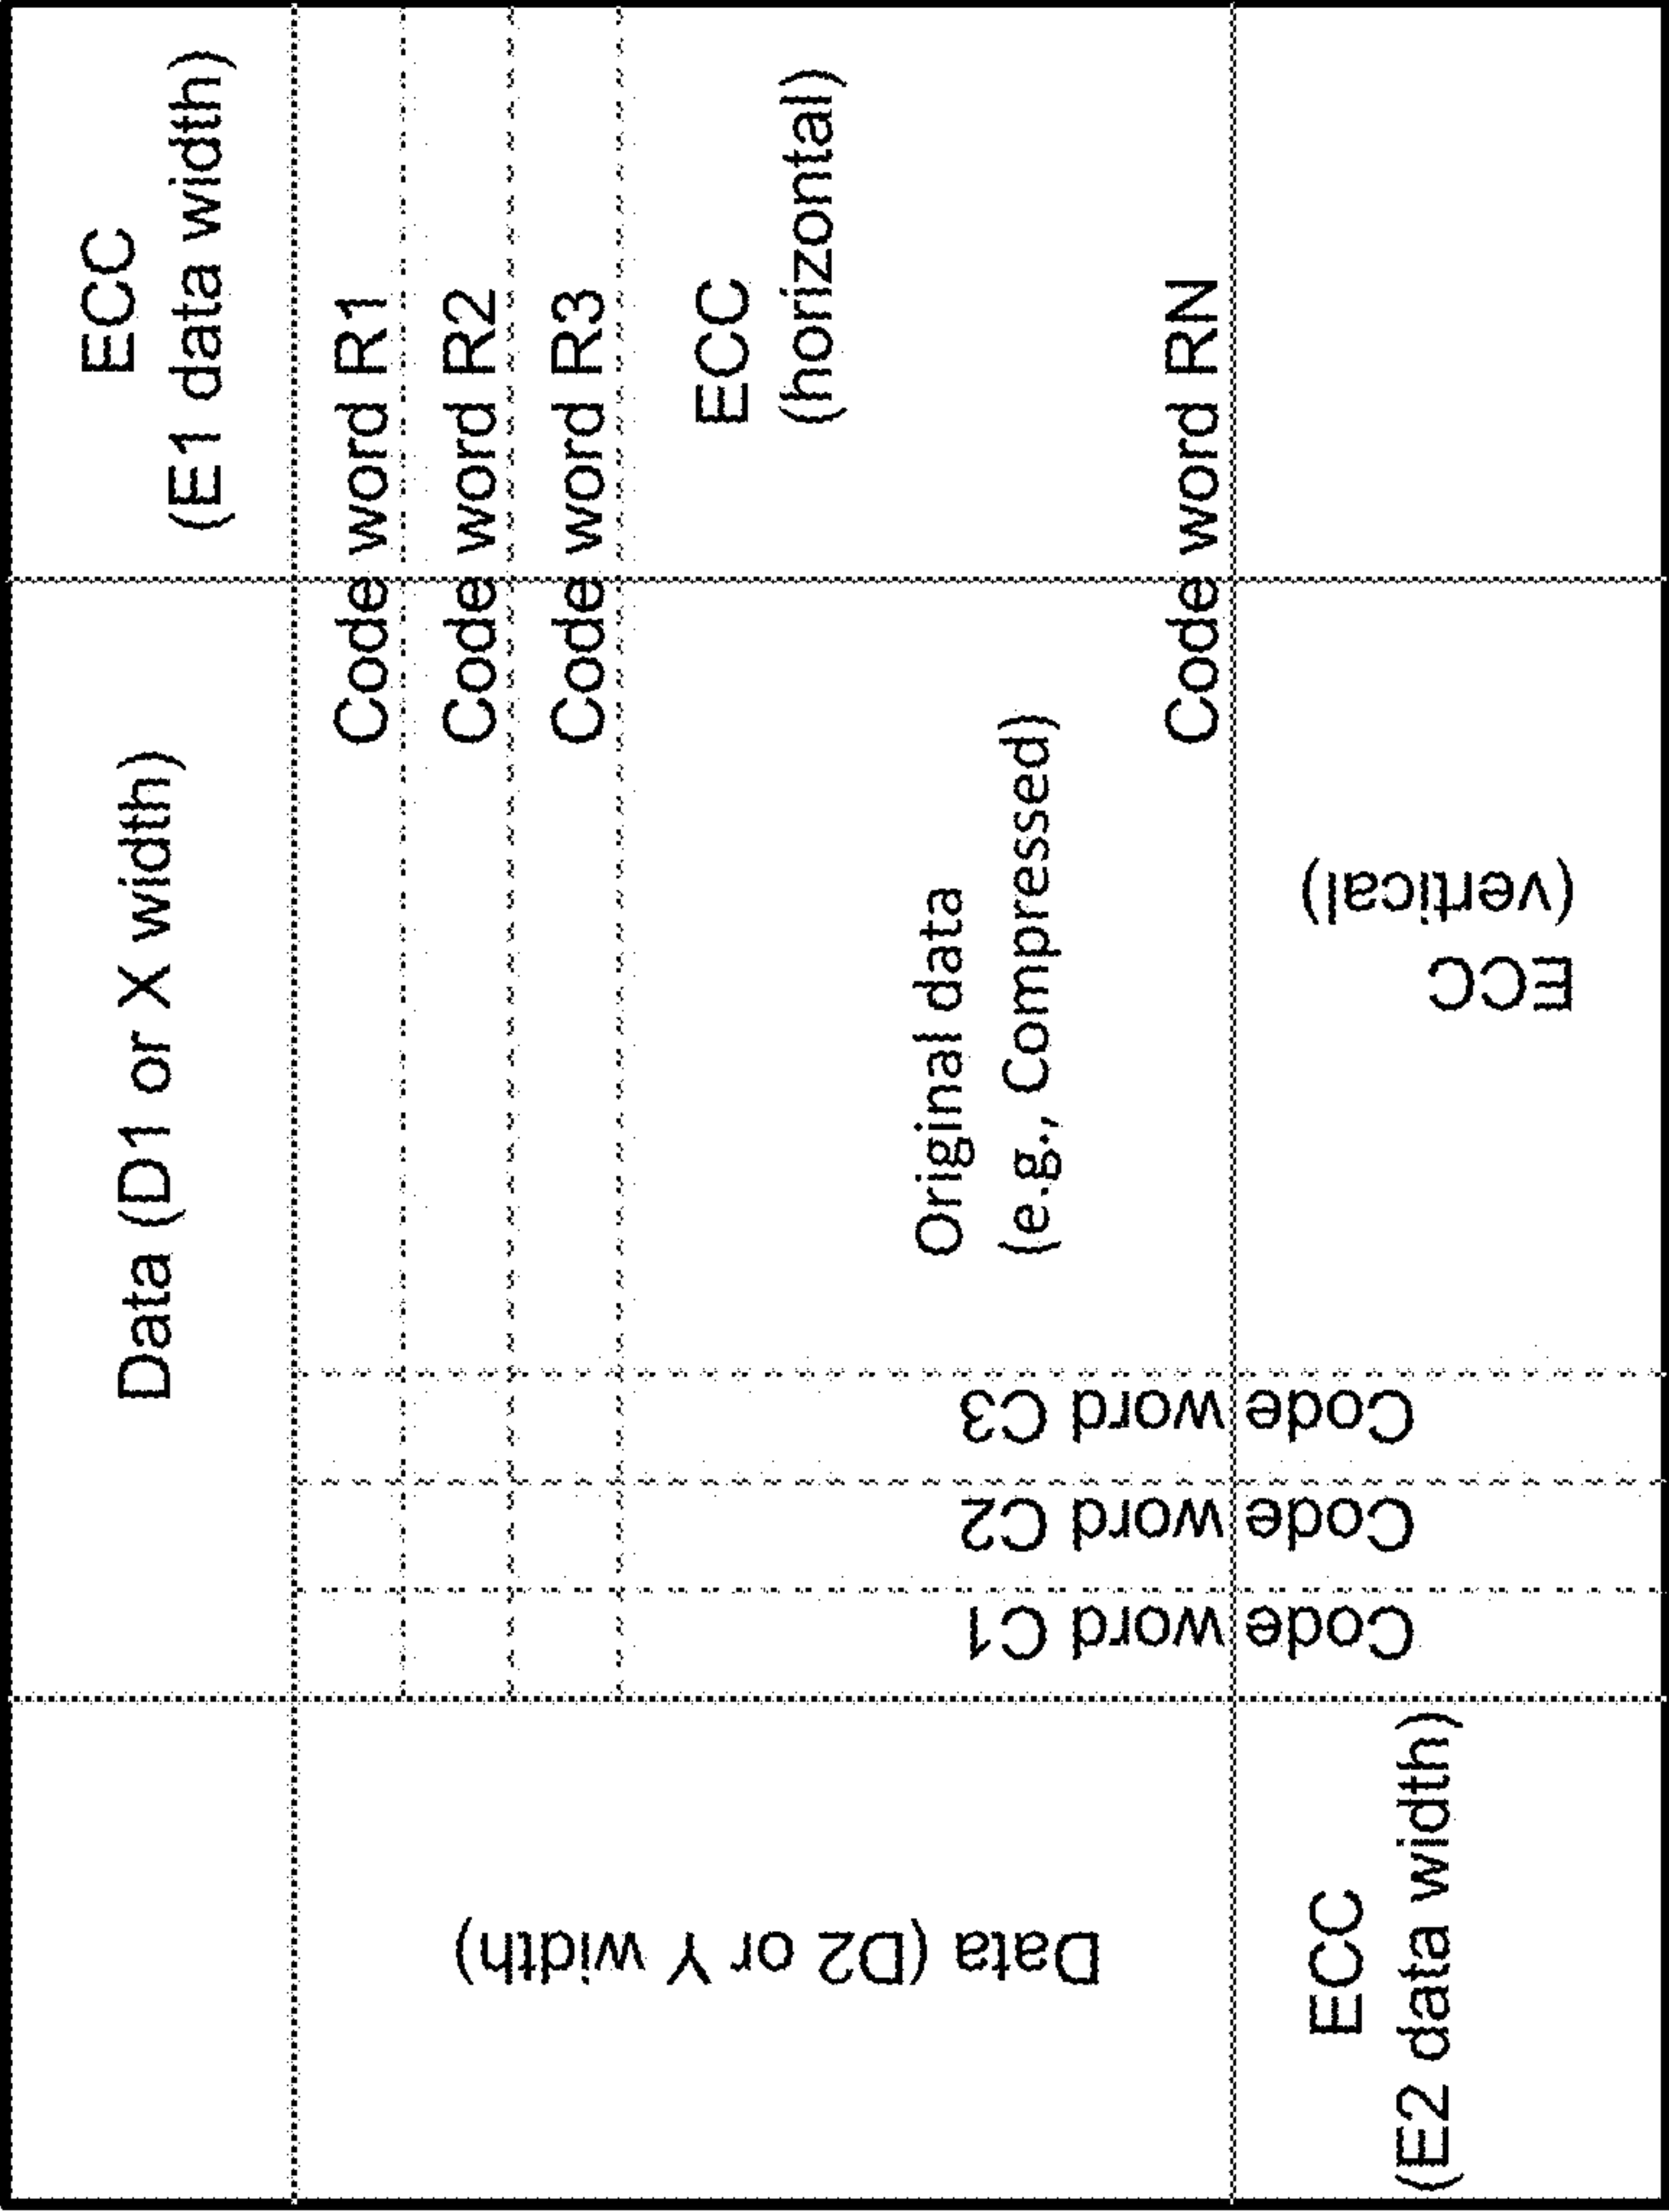 Data (D1 or X width)
ECC
(E1 data width)
Data (D2 or Y width)
Code word C1
Code word C2
Code word C3
Code word R1
Code word R2
Code word R3
ECC
(horizontal)
Original data
(e.g., Compressed)
Code word RN
ECC
(E2 data width)
ECC
(vertical)